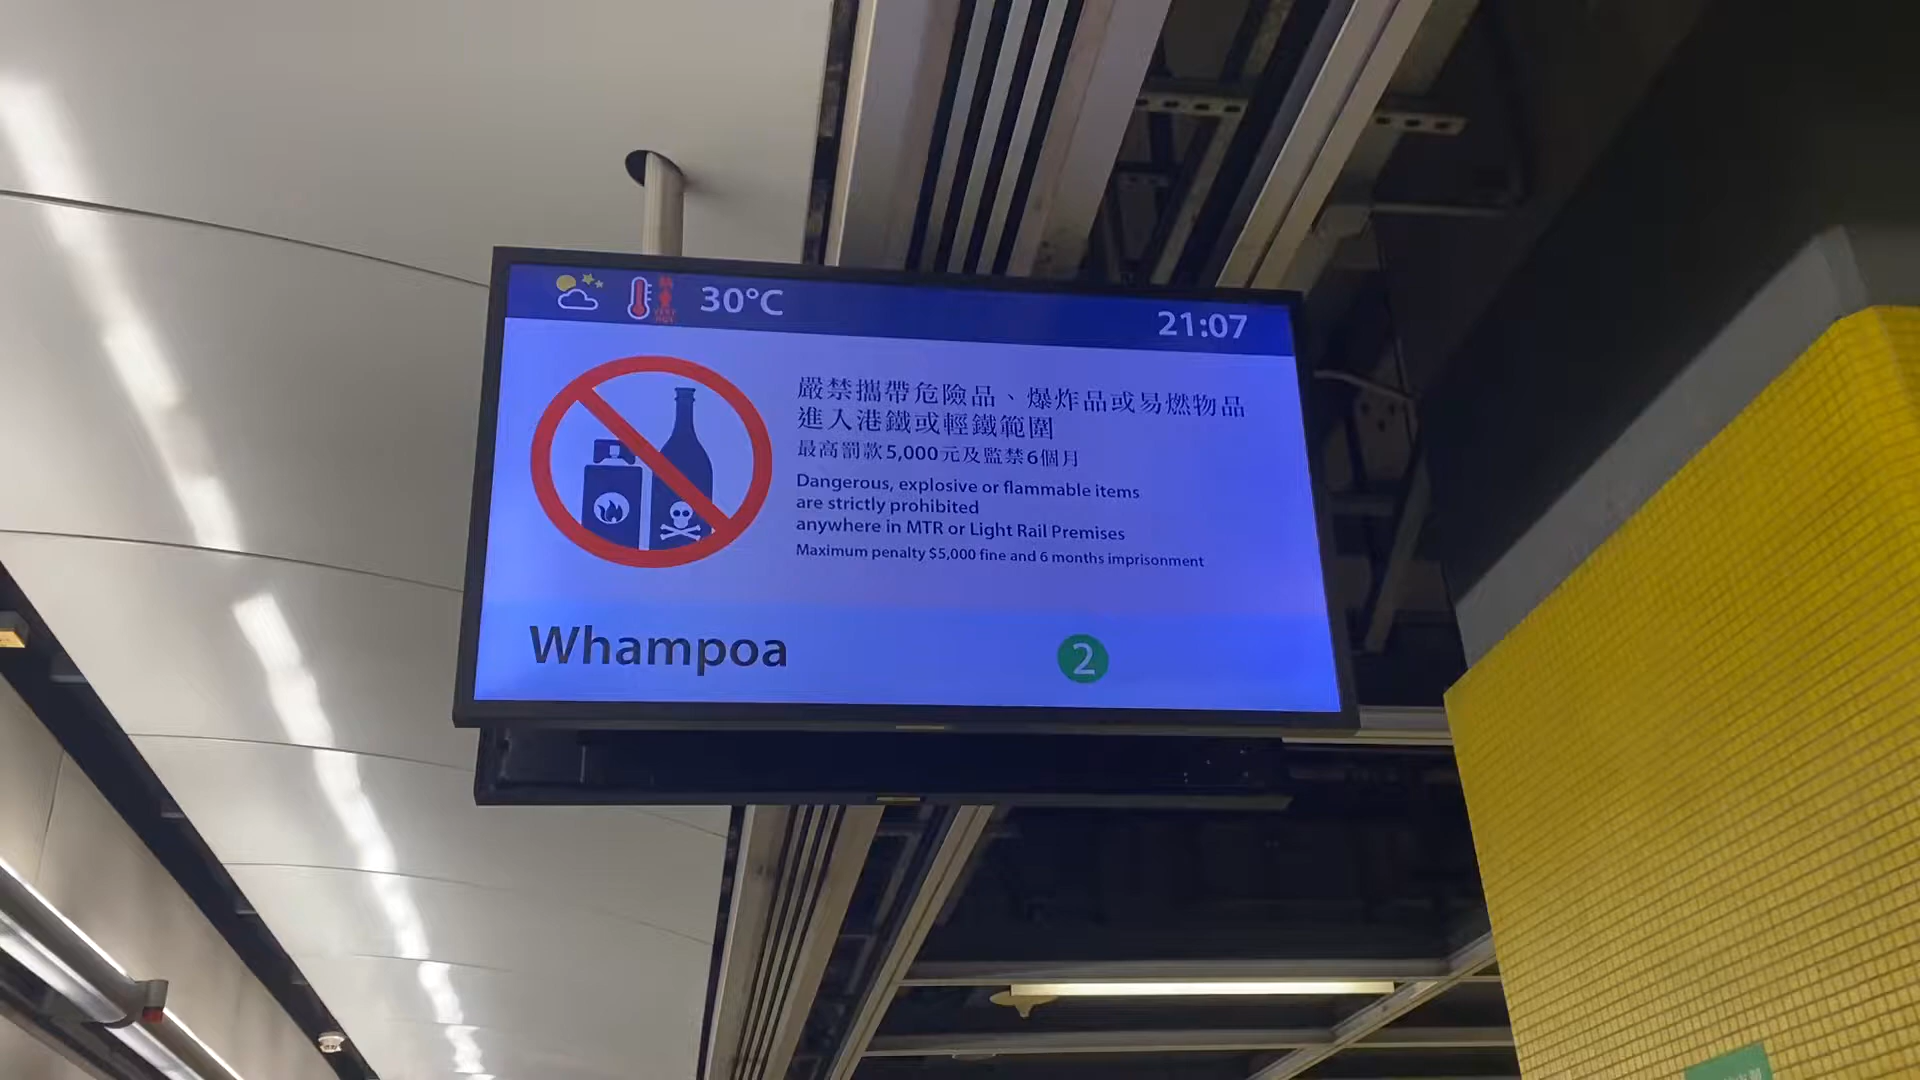 30°C
21:07
嚴禁攜帶危險品、爆炸品或易燃物品
進入港鐵或輕鐵範圍
最高罰款5,000元及監禁6個月
Dangerous, explosive or flammable items
are strictly prohibited
anywhere in MTR or Light Rail Premises
Maximum penalty $5,000 fine and 6 months imprisonment
Whampoa
2